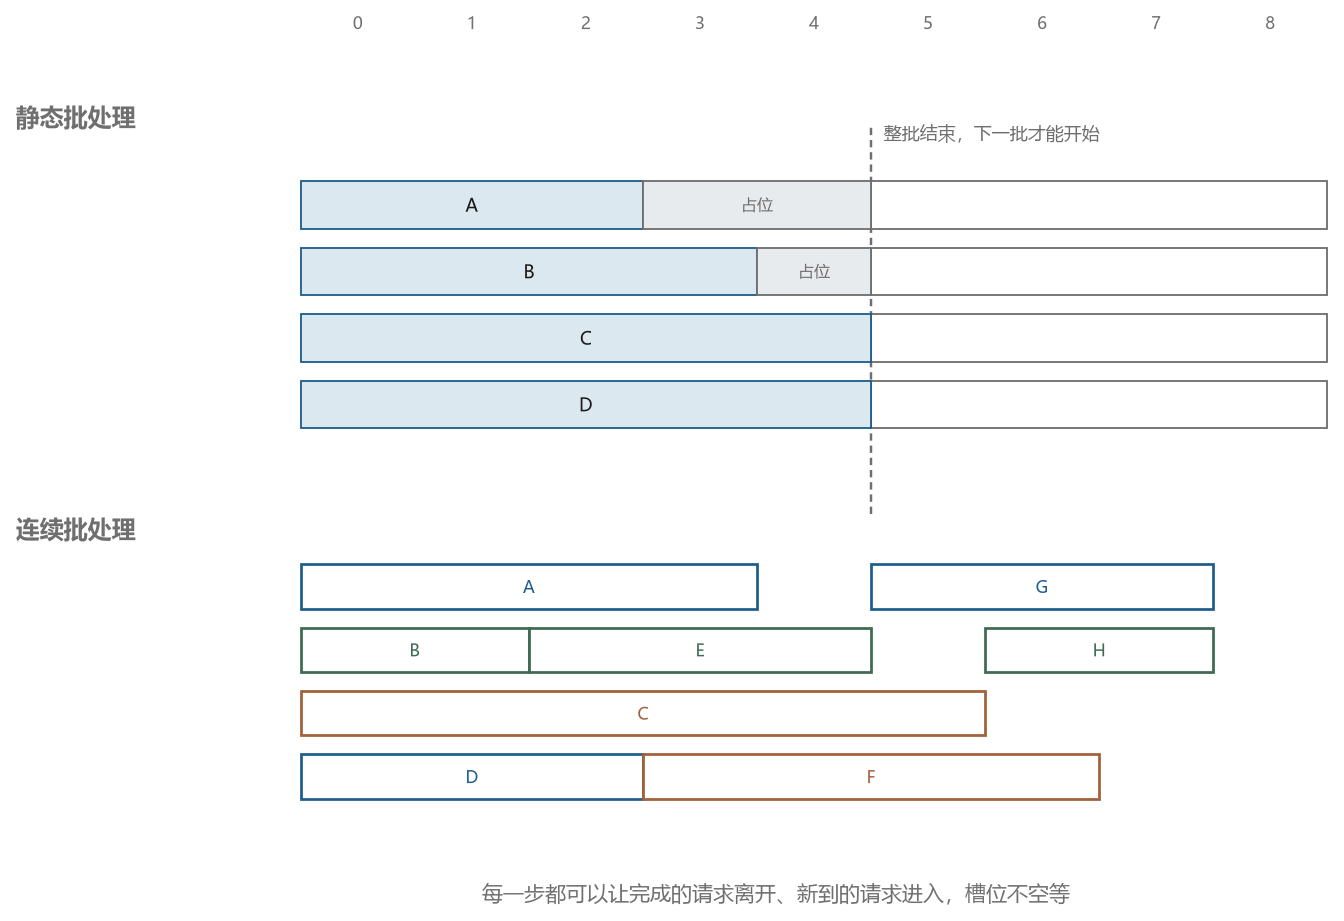 0 1 2 3 4 5 6 7 8
静态批处理
整批结束，下一批才能开始
A 占位
B 占位
C
D
连续批处理
A G
B E H
C
D F
每一步都可以让完成的请求离开、新到的请求进入，槽位不空等